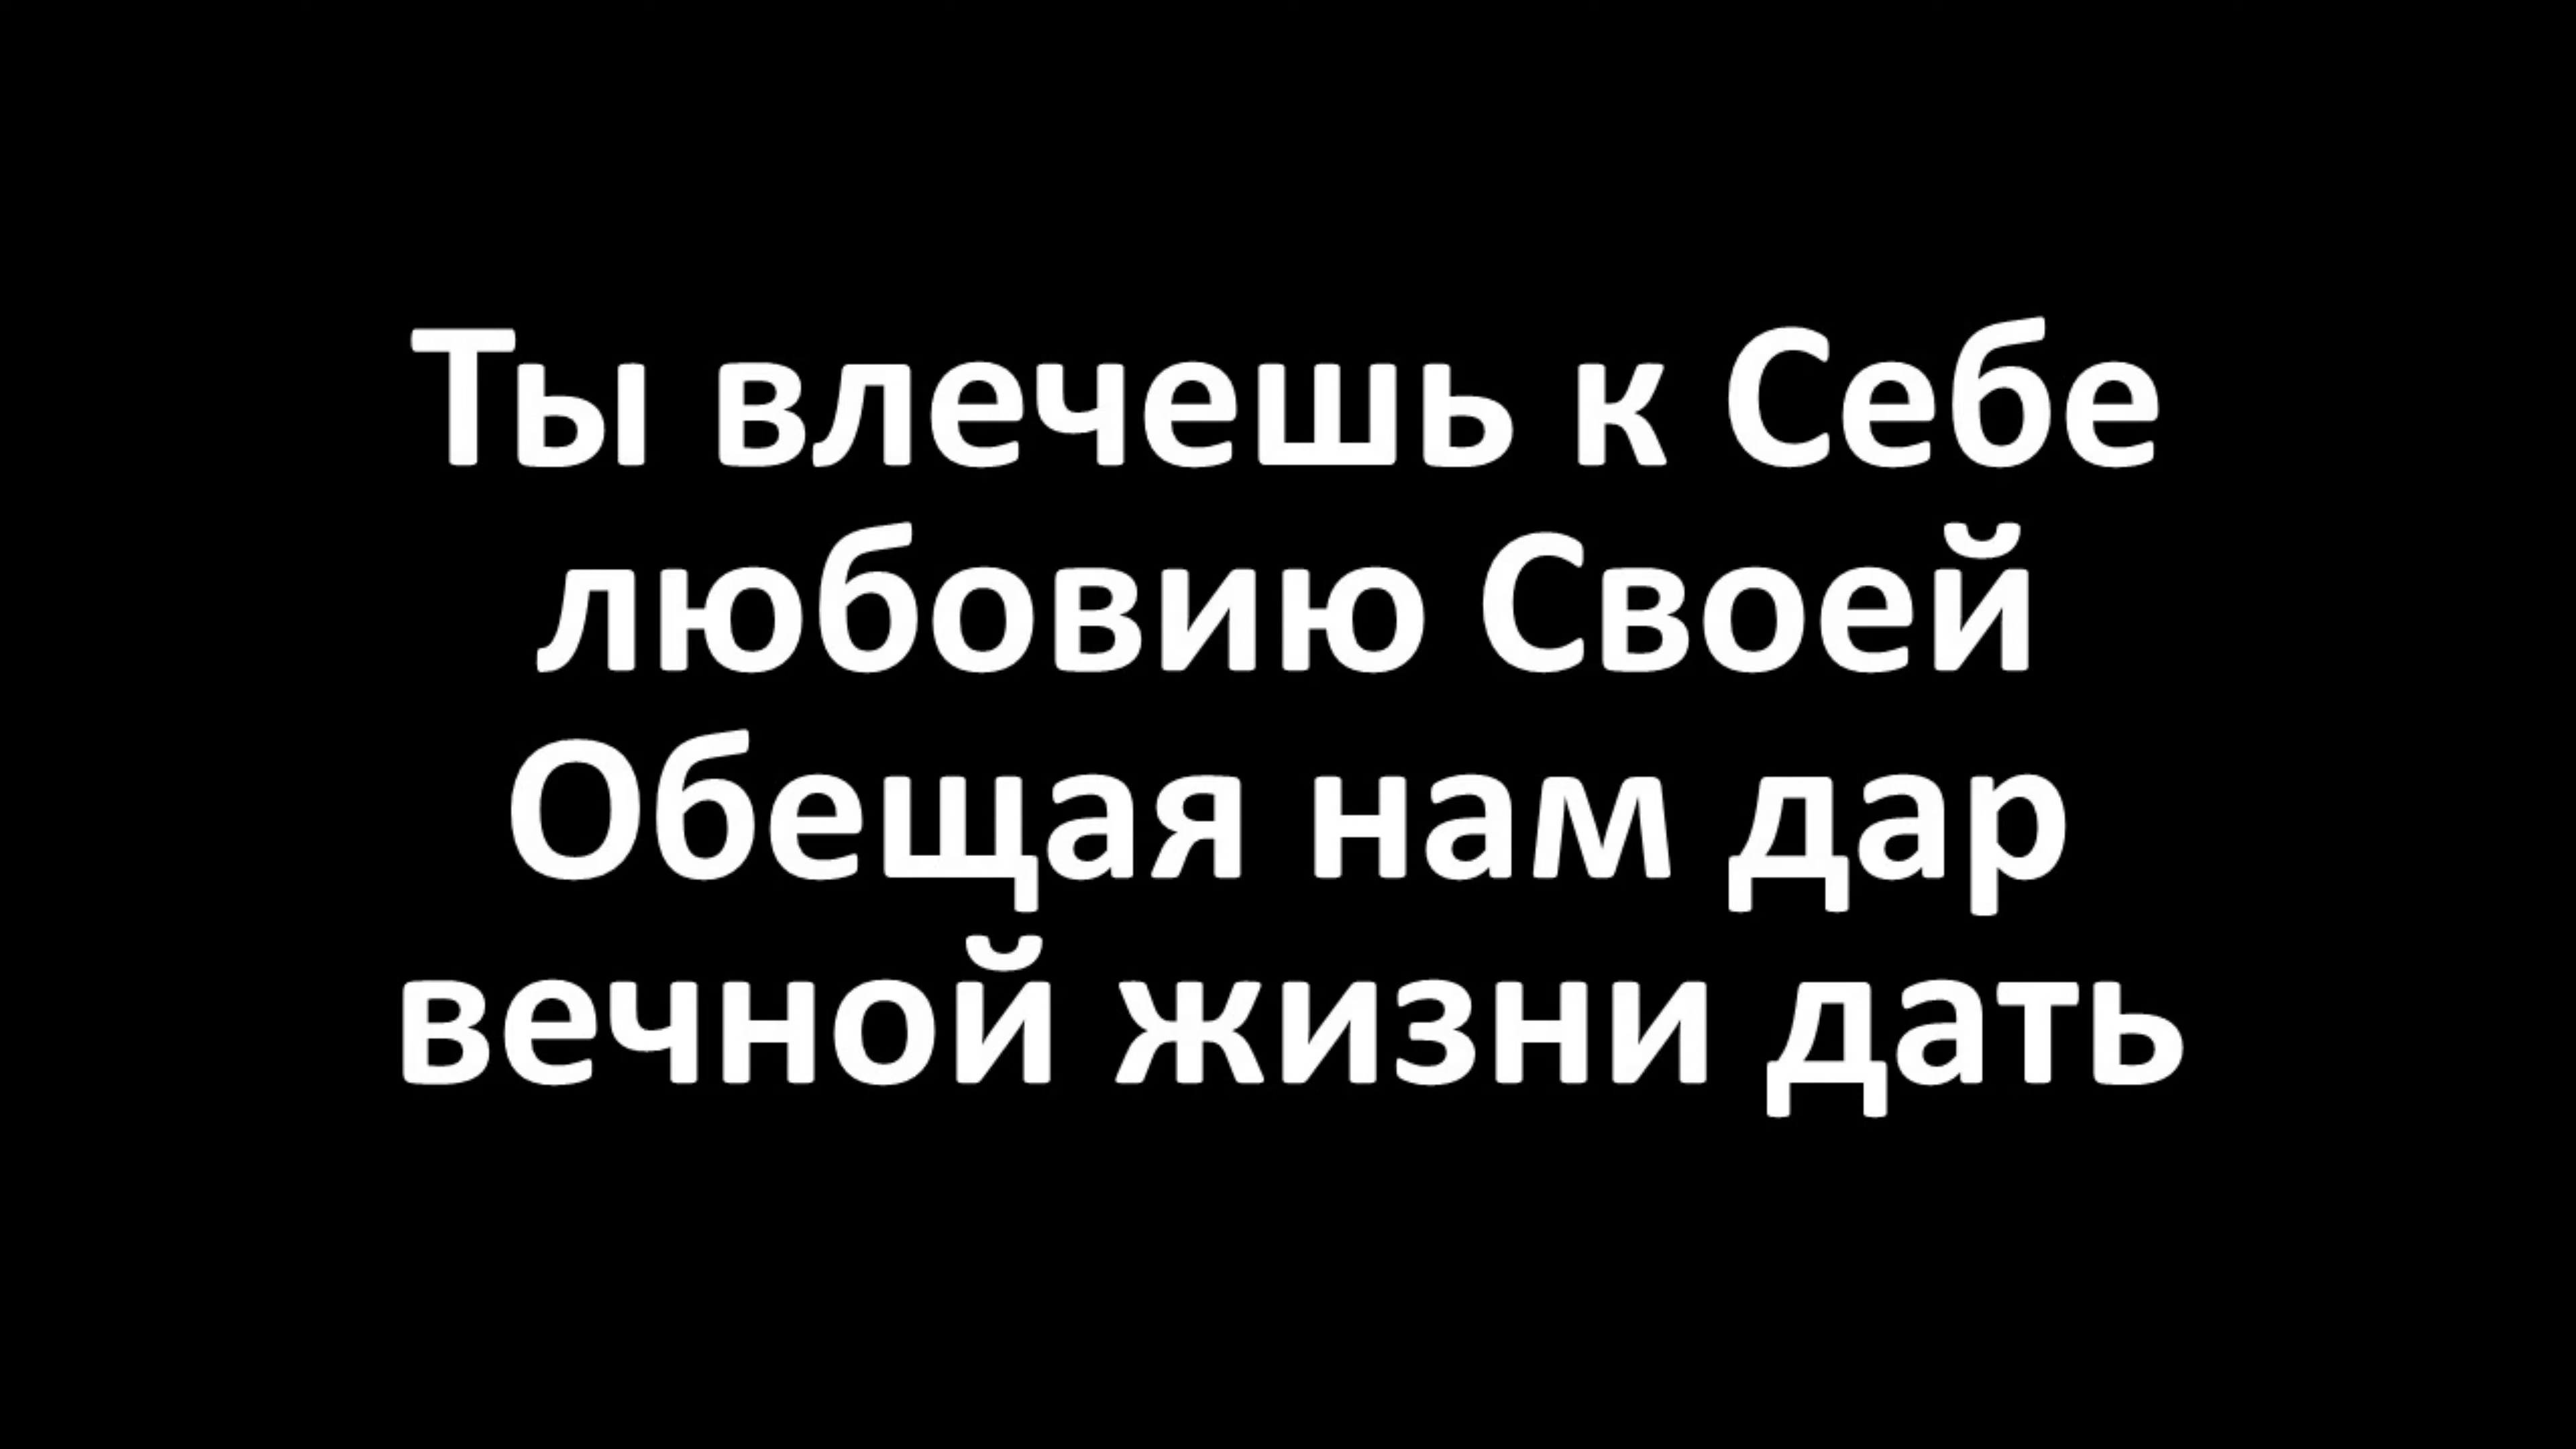 Ты влечешь к Себе
любовию Своей
Обещая нам дар
вечной жизни дать